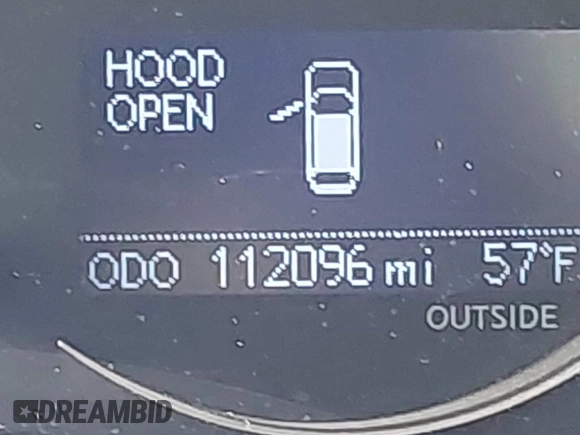 HOOD
OPEN
ODO 112096 mi 57°F
OUTSIDE
DREAMBID